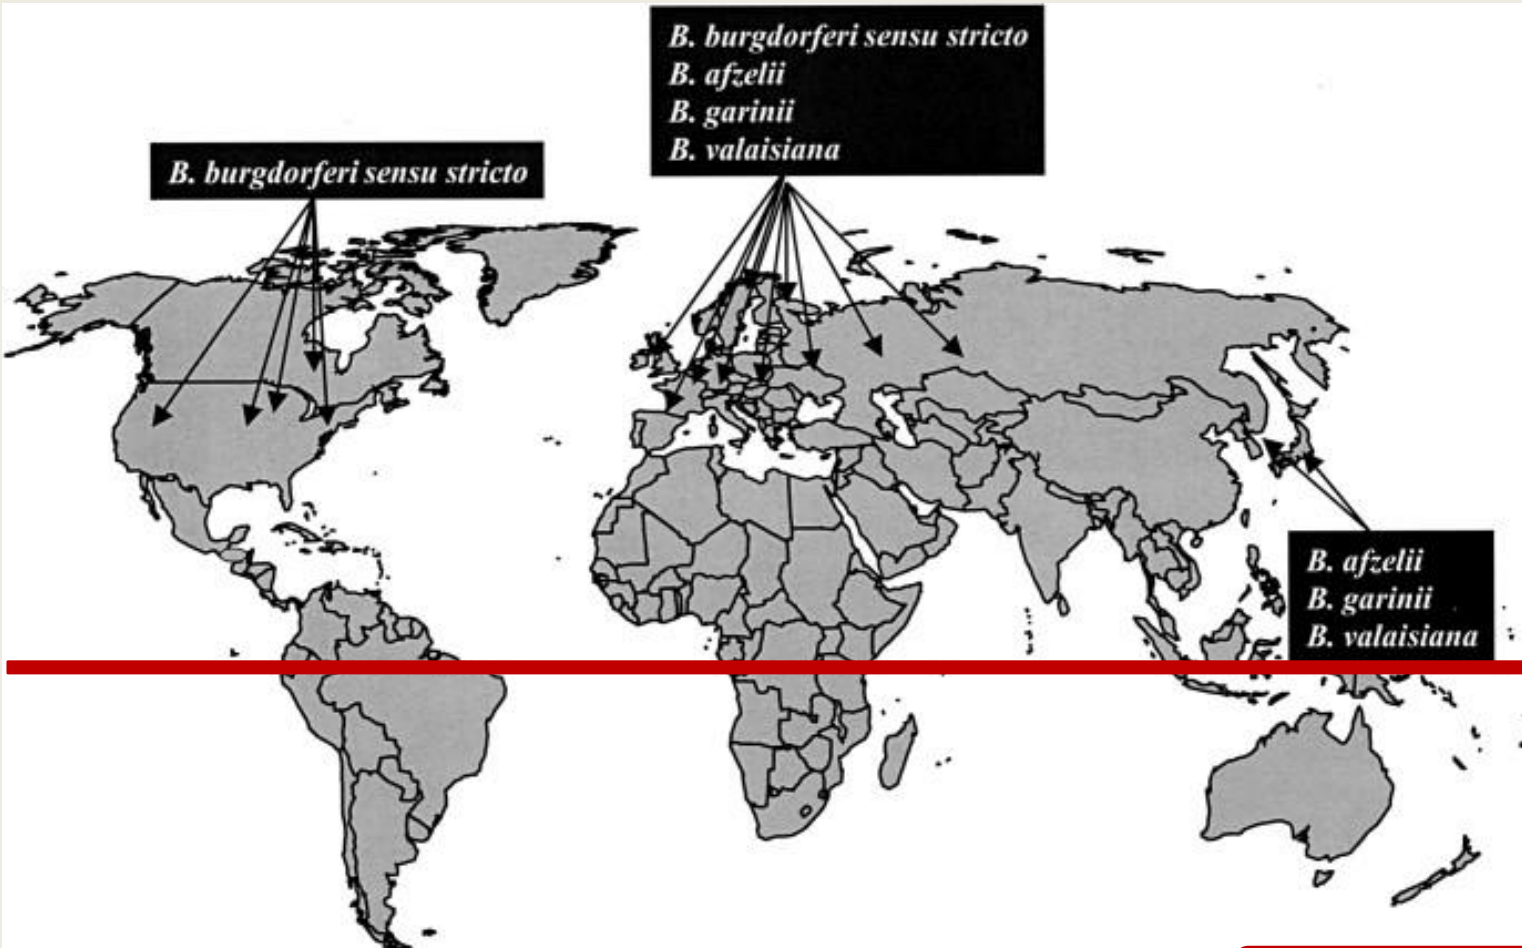 B. burgdorferi sensu stricto
B. afzelii
B. garinii
B. valaisiana
B. burgdorferi sensu stricto
B. afzelii
B. garinii
B. valaisiana